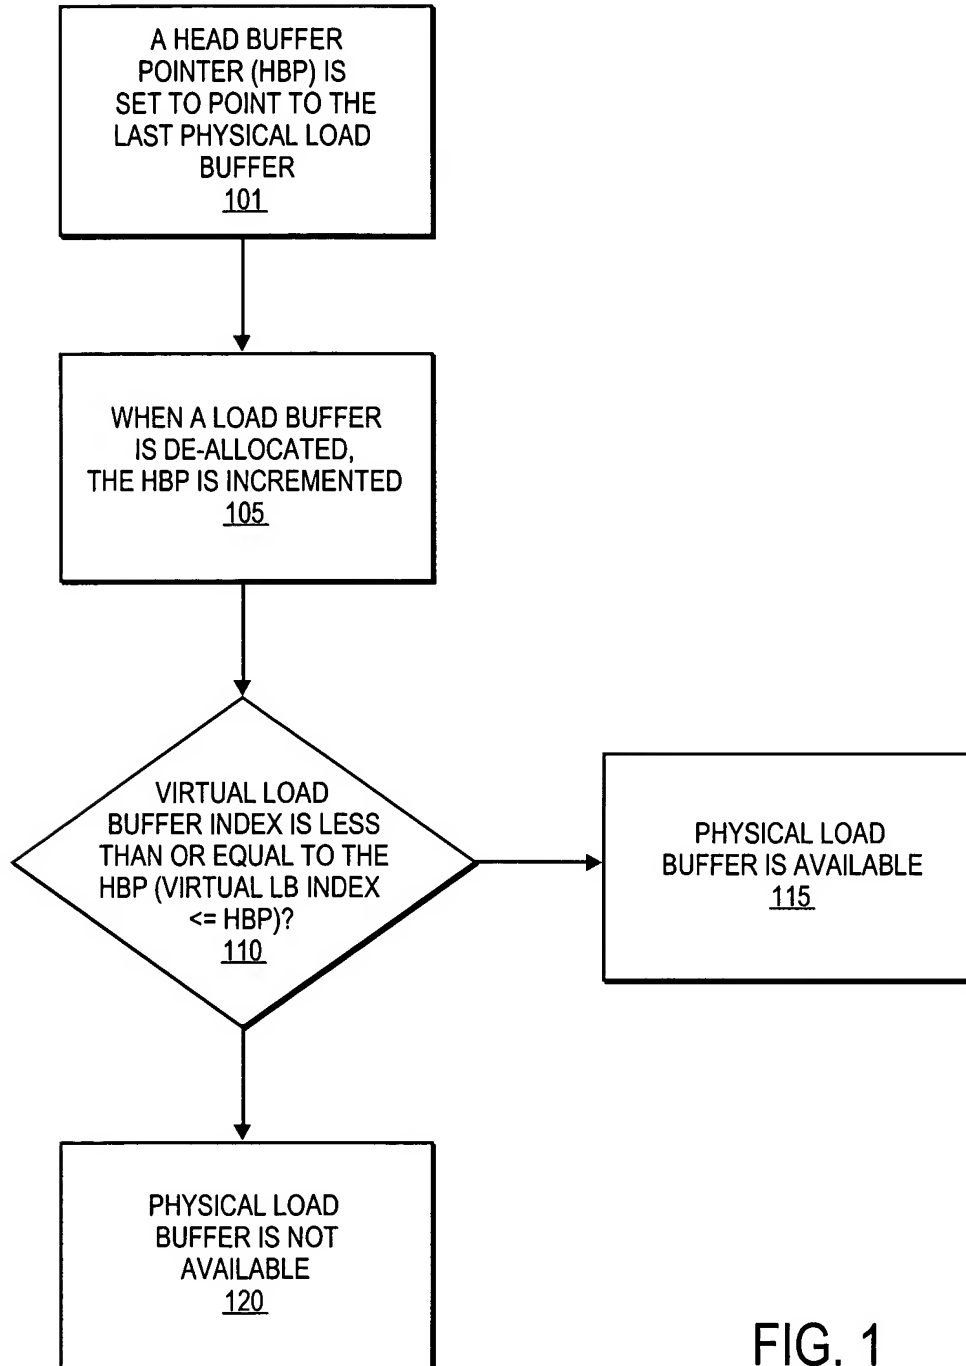 A HEAD BUFFER
POINTER (HBP) IS
SET TO POINT TO THE
LAST PHYSICAL LOAD
BUFFER
101
WHEN A LOAD BUFFER
IS DE-ALLOCATED,
THE HBP IS INCREMENTED
105
VIRTUAL LOAD
BUFFER INDEX IS LESS
THAN OR EQUAL TO THE
HBP (VIRTUAL LB INDEX
<= HBP)?
110
PHYSICAL LOAD
BUFFER IS AVAILABLE
115
PHYSICAL LOAD
BUFFER IS NOT
AVAILABLE
120
FIG. 1